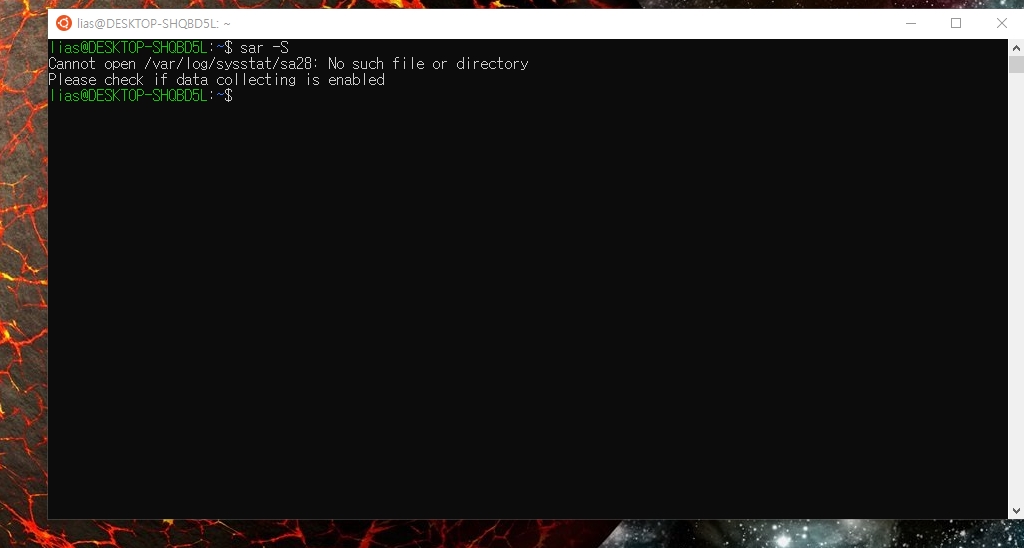 lias@DESKTOP-SHQBD5L: ~
lias@DESKTOP-SHQBD5L:~$ sar -S
Cannot open /var/log/sysstat/sa28: No such file or directory
Please check if data collecting is enabled
lias@DESKTOP-SHQBD5L:~$